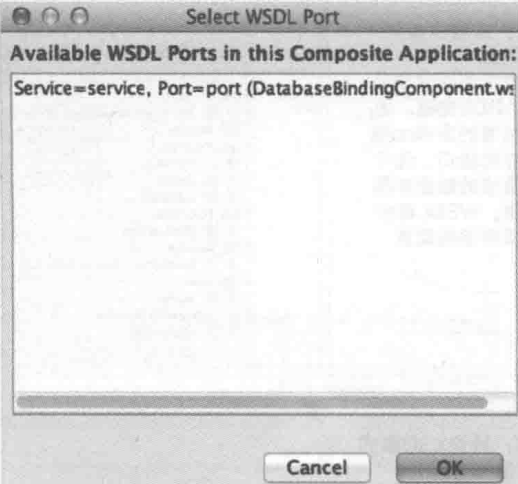 Select WSDL Port
Available WSDL Ports in this Composite Application:
Service=service, Port=port (DatabaseBindingComponent.ws
Cancel
OK